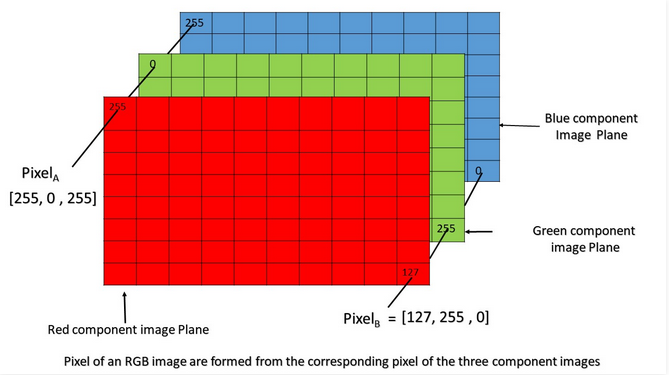 255
0
255
Blue component
Image Plane
Pixel_A
[255, 0 , 255]
0
255
Green component
image Plane
127
Pixel_B = [127, 255 , 0]
Red component image Plane
Pixel of an RGB image are formed from the corresponding pixel of the three component images